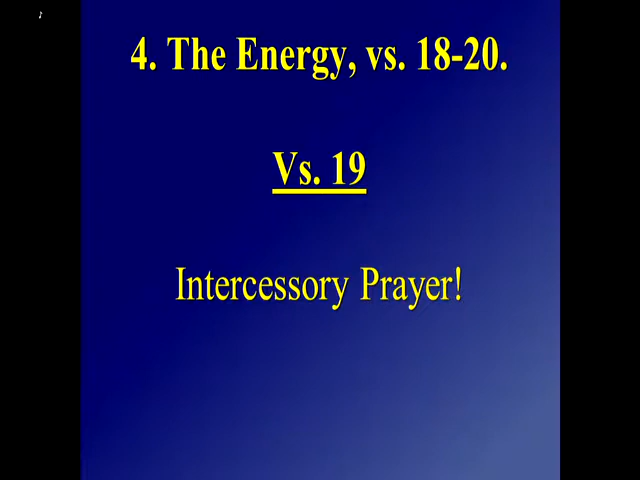 4. The Energy, vs. 18-20.
Vs. 19
Intercessory Prayer!